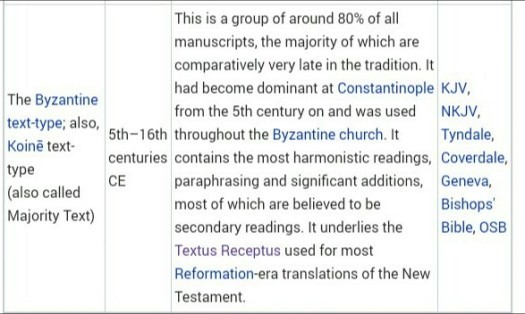 The Byzantine
text-type; also,
Koinē text-
type
(also called
Majority Text)
5th–16th
centuries
CE
This is a group of around 80% of all
manuscripts, the majority of which are
comparatively very late in the tradition. It
had become dominant at Constantinople
from the 5th century on and was used
throughout the Byzantine church. It
contains the most harmonistic readings,
paraphrasing and significant additions,
most of which are believed to be
secondary readings. It underlies the
Textus Receptus used for most
Reformation-era translations of the New
Testament.
KJV,
NKJV,
Tyndale,
Coverdale,
Geneva,
Bishops'
Bible, OSB